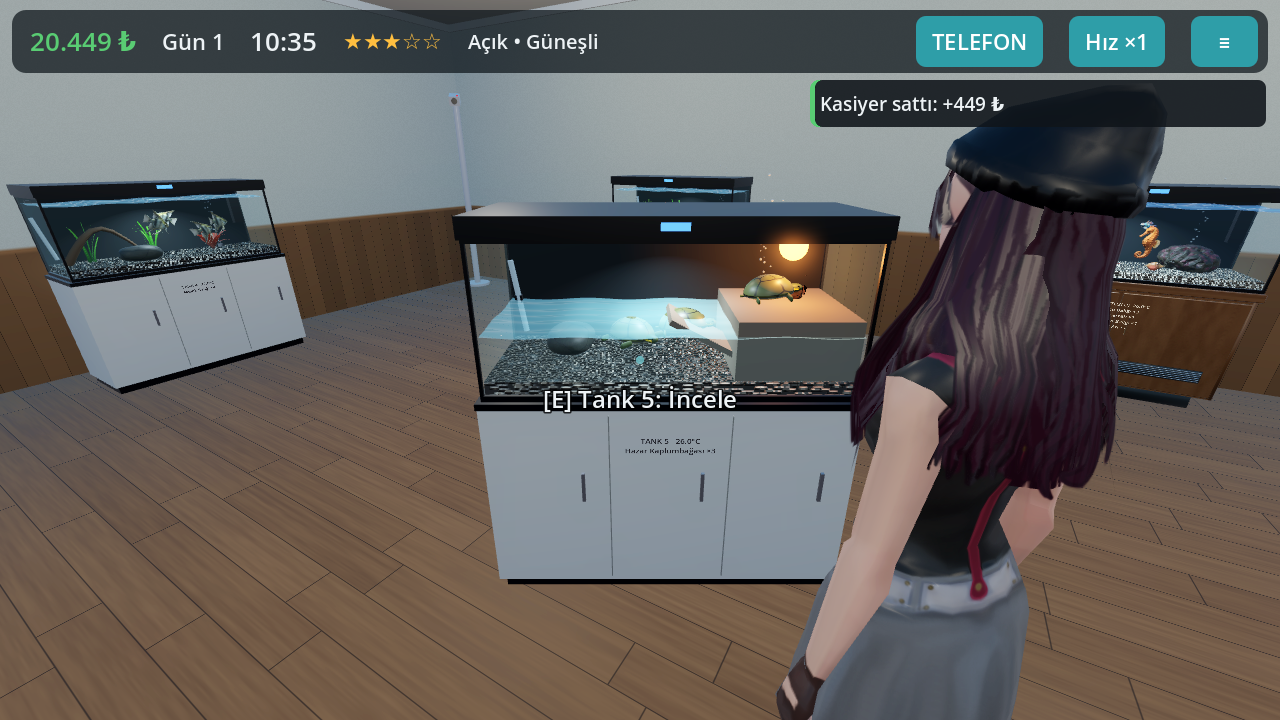 20.449 ₺ Gün 1 10:35 ★★★☆☆ Açık • Güneşli TELEFON Hız ×1 ≡
Kasiyer sattı: +449 ₺
[E] Tank 5: İncele
TANK 5 26.0°C
Hazar Kaplumbağası ×3